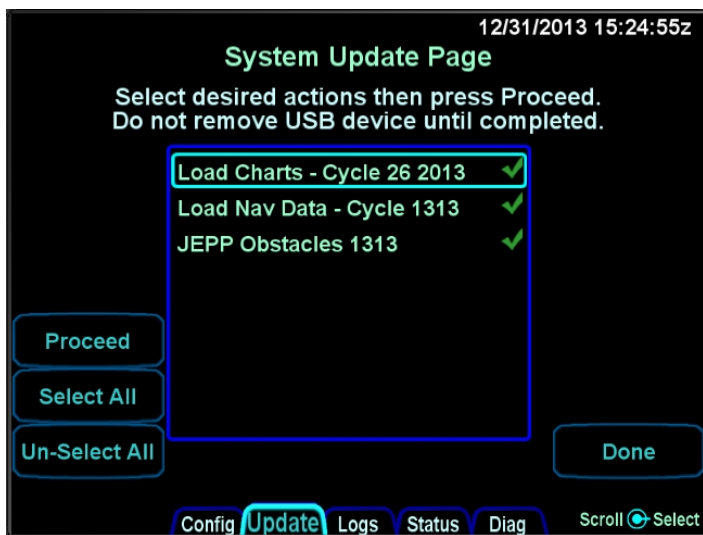 12/31/2013 15:24:55z
System Update Page
Select desired actions then press Proceed.
Do not remove USB device until completed.
Load Charts - Cycle 26 2013
Load Nav Data - Cycle 1313
JEPP Obstacles 1313
Proceed
Select All
Un-Select All
Done
Config Update Logs Status Diag Scroll Select